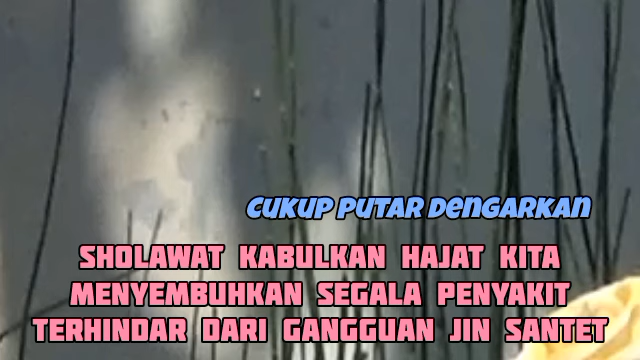 CUKUP PUTAR DENGARKAN
SHOLAWAT KABULKAN HAJAT KITA
MENYEMBUHKAN SEGALA PENYAKIT
TERHINDAR DARI GANGGUAN JIN SANTET